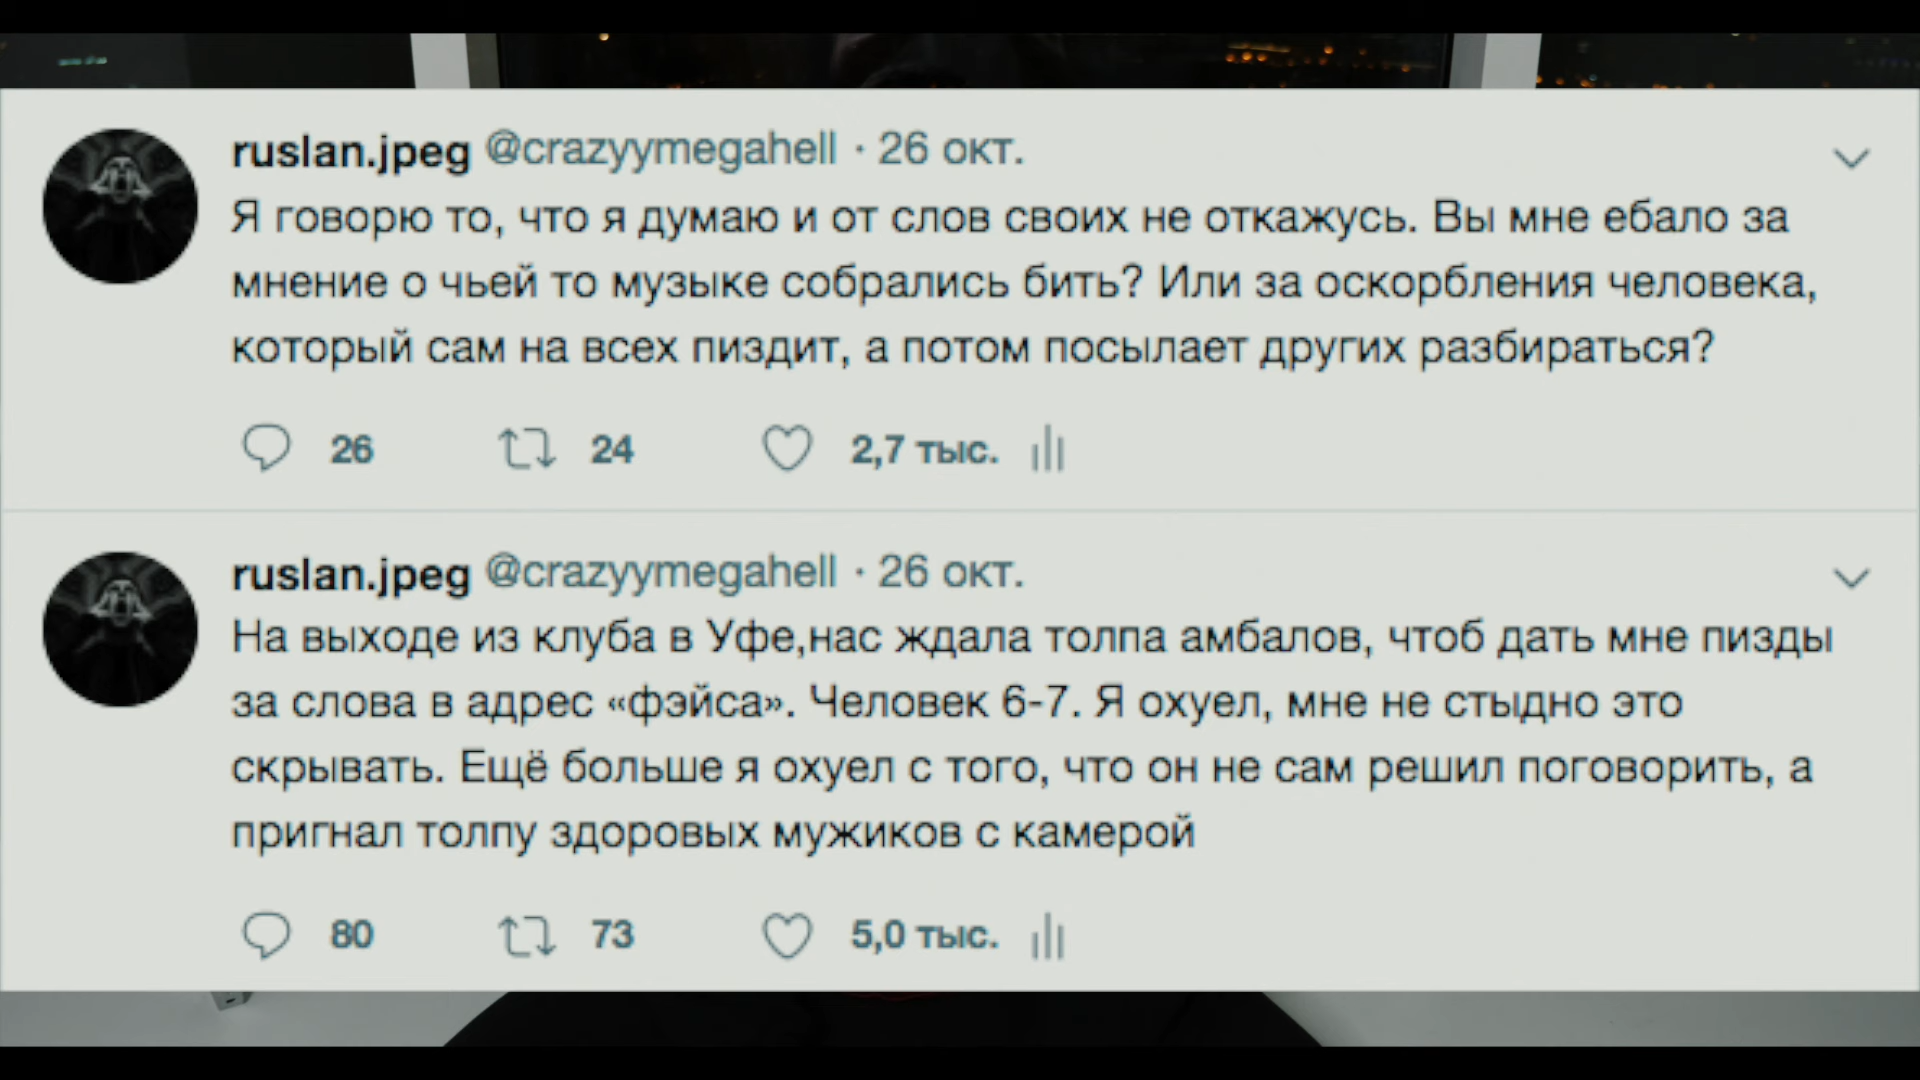 ruslan.jpeg @crazyymegahell · 26 окт.
Я говорю то, что я думаю и от слов своих не откажусь. Вы мне ебало за
мнение о чьей то музыке собрались бить? Или за оскорбления человека,
который сам на всех пиздит, а потом посылает других разбираться?
26 24 2,7 тыс.
ruslan.jpeg @crazyymegahell · 26 окт.
На выходе из клуба в Уфе,нас ждала толпа амбалов, чтоб дать мне пизды
за слова в адрес «фэйса». Человек 6-7. Я охуел, мне не стыдно это
скрывать. Ещё больше я охуел с того, что он не сам решил поговорить, а
пригнал толпу здоровых мужиков с камерой
80 73 5,0 тыс.